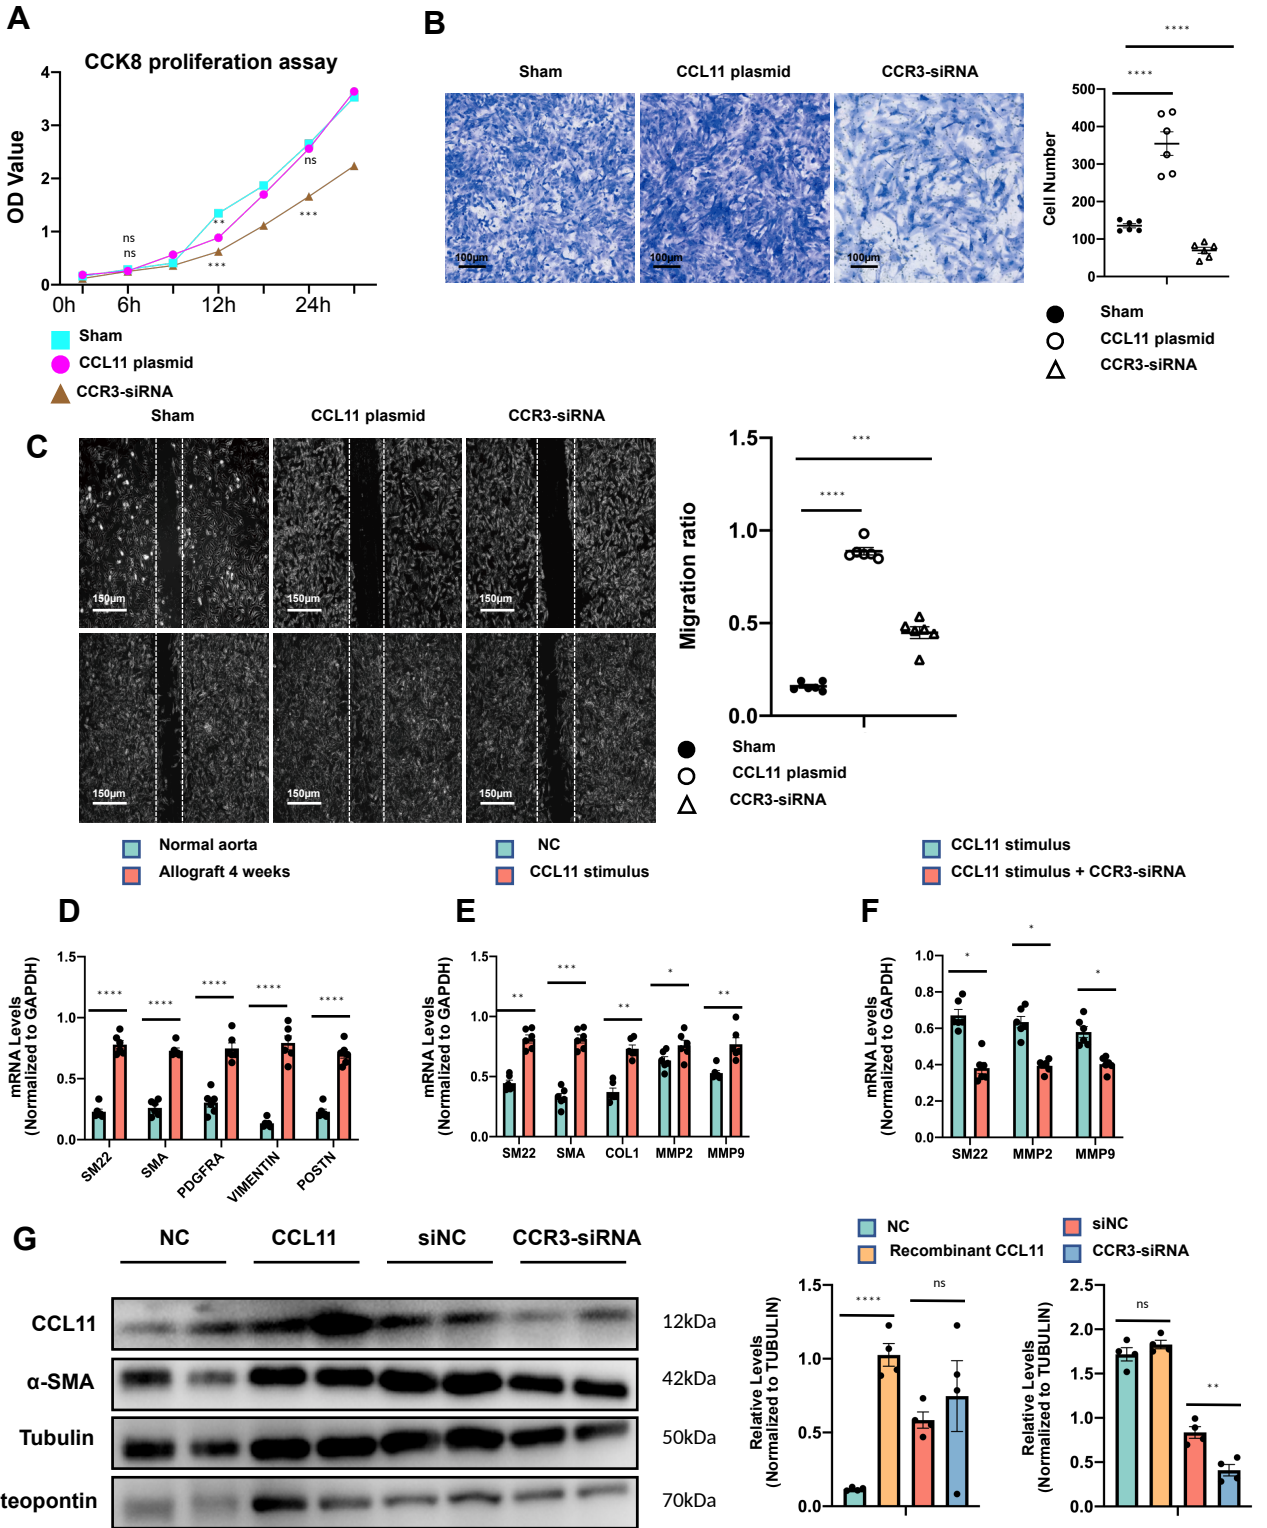 A
CCK8 proliferation assay
OD Value
4
3
2
1
0
ns
ns
**
***
ns
***
0h 6h 12h 24h
Sham
CCL11 plasmid
CCR3-siRNA
B
Sham CCL11 plasmid CCR3-siRNA
100μm 100μm 100μm
****
****
Cell Number
500
400
300
200
100
0
Sham
CCL11 plasmid
CCR3-siRNA
C
Sham CCL11 plasmid CCR3-siRNA
150μm 150μm 150μm
150μm 150μm 150μm
Migration ratio
1.5
1.0
0.5
0.0
***
****
Sham
CCL11 plasmid
CCR3-siRNA
Normal aorta
Allograft 4 weeks
D
mRNA Levels
(Normalized to GAPDH)
1.5
1.0
0.5
0.0
**** **** **** **** ****
SM22 SMA PDGFRA VIMENTIN POSTN
NC
CCL11 stimulus
E
mRNA Levels
(Normalized to GAPDH)
1.5
1.0
0.5
0.0
** *** ** * **
SM22 SMA COL1 MMP2 MMP9
CCL11 stimulus
CCL11 stimulus + CCR3-siRNA
F
mRNA Levels
(Normalized to GAPDH)
1.0
0.8
0.6
0.4
0.2
0.0
* * *
SM22 MMP2 MMP9
G
NC CCL11 siNC CCR3-siRNA
CCL11 12kDa
α-SMA 42kDa
Tubulin 50kDa
teopontin 70kDa
NC
Recombinant CCL11
siNC
CCR3-siRNA
Relative Levels
(Normalized to TUBULIN)
1.5
1.0
0.5
0.0
**** ns
Relative Levels
(Normalized to TUBULIN)
2.5
2.0
1.5
1.0
0.5
0.0
ns **